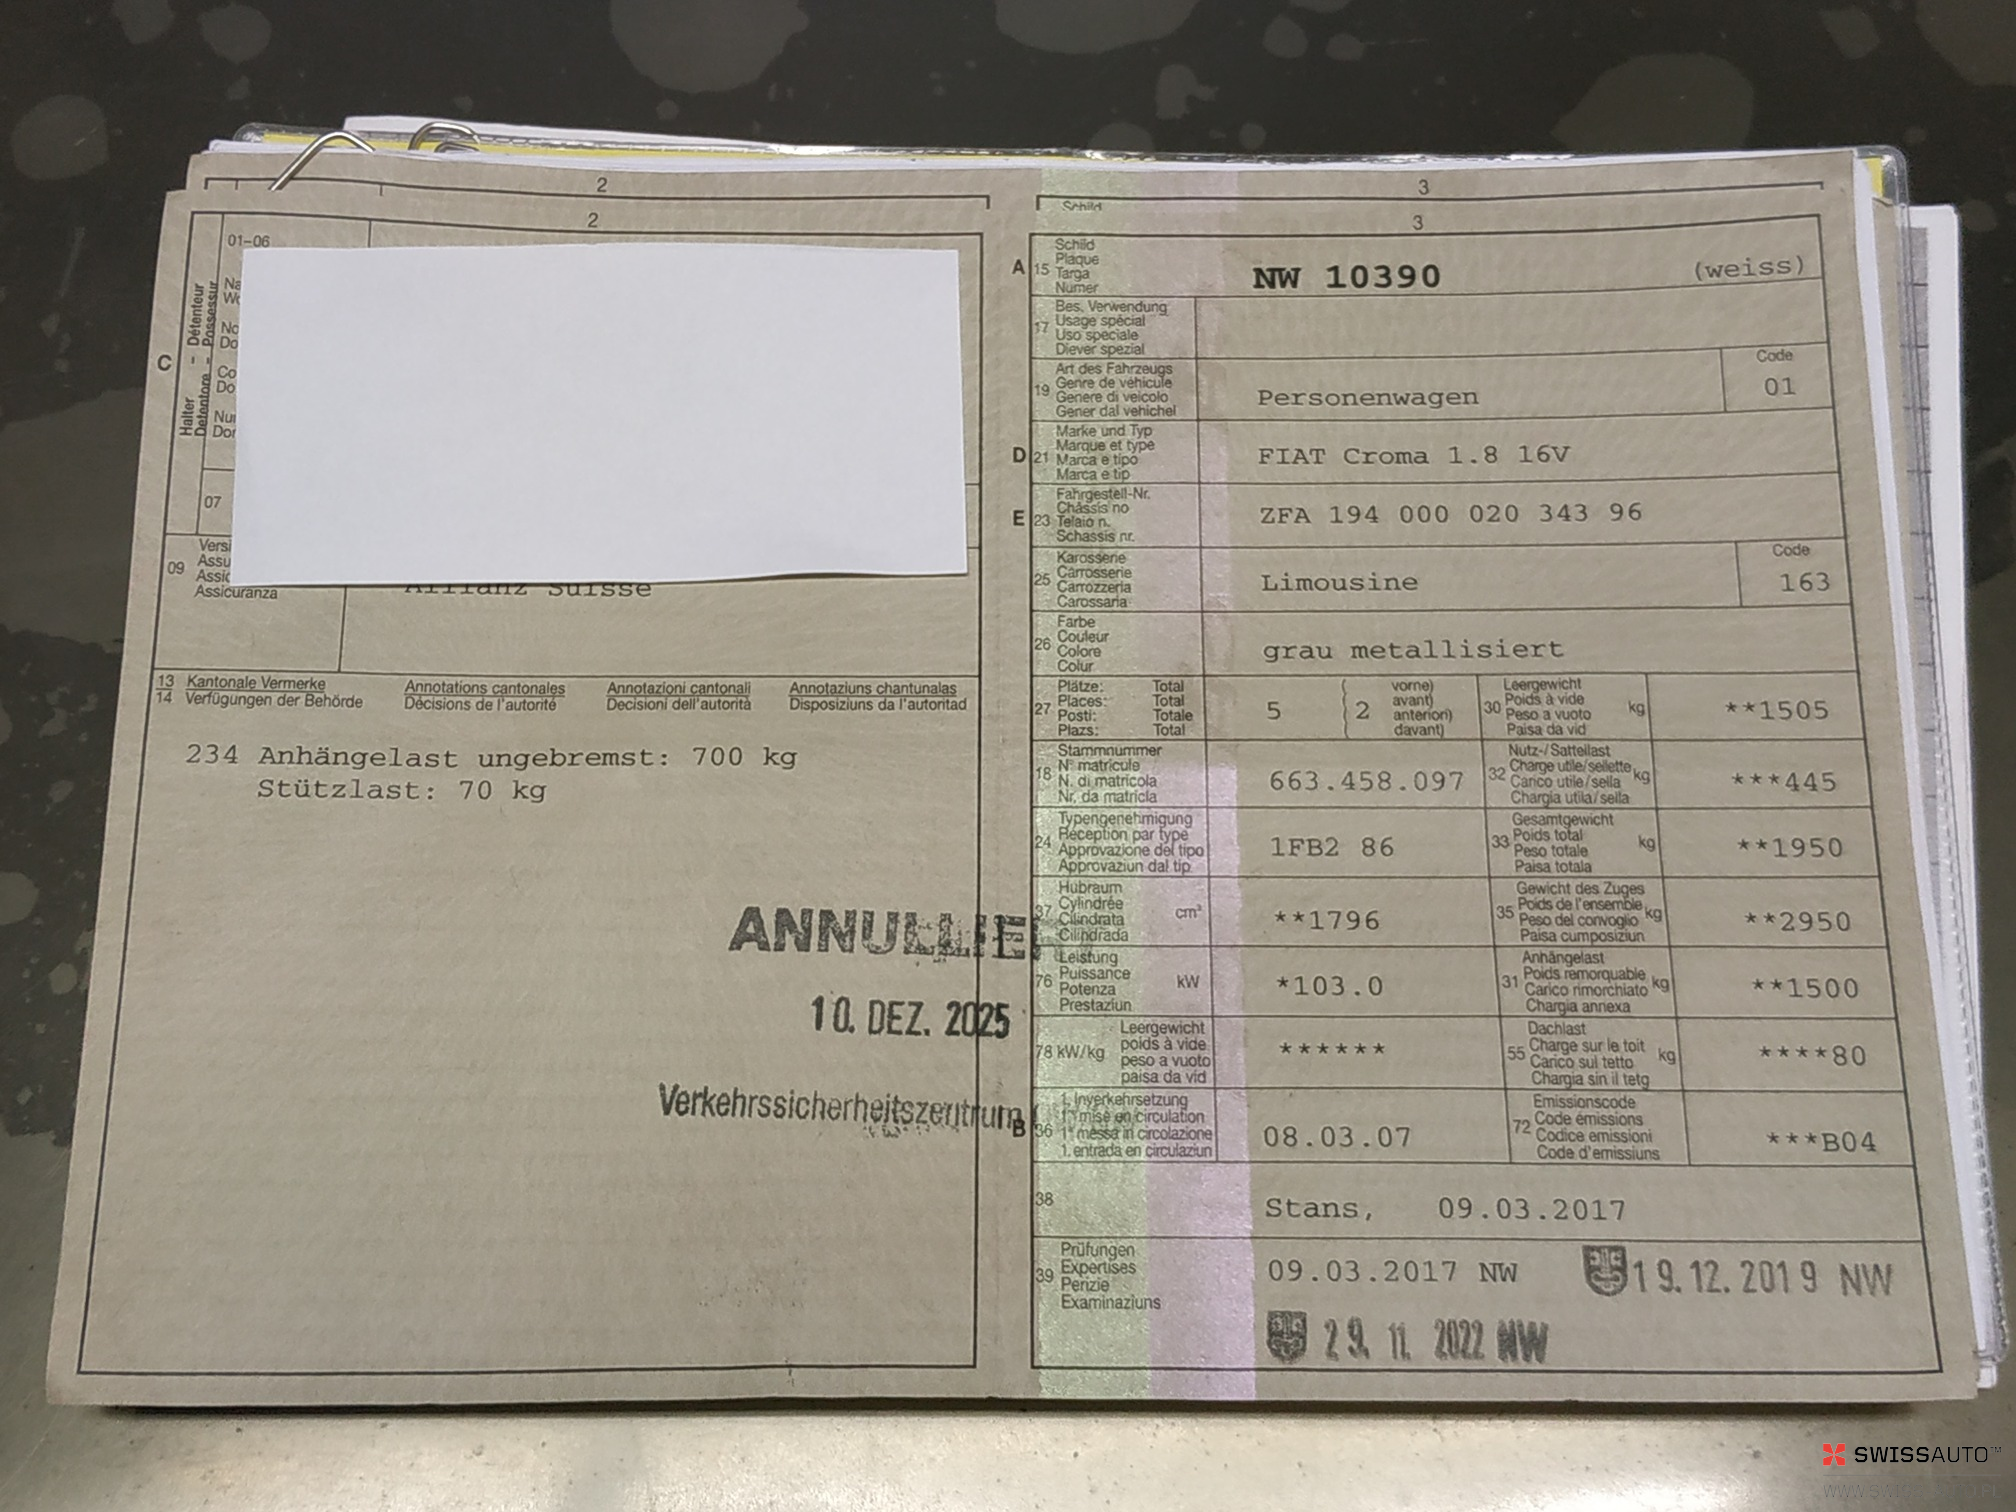 2
3
Schild
2
3
01–06
Na
Wo
No
Do
Co
Do
Nu
Dor
07
C
Halter - Détenteur
Detentore - Possessur
09
Versi
Assu
Assic
Assicuranza
Allianz Suisse
13 Kantonale Vermerke Annotations cantonales Annotazioni cantonali Annotaziuns chantunalas
14 Verfügungen der Behörde Décisions de l'autorité Decisioni dell'autorità Disposiziuns da l'autoritad
234 Anhängelast ungebremst: 700 kg
Stützlast: 70 kg
ANNULLIE
10. DEZ. 2025
Verkehrssicherheitszentrum
A 15 Schild
Plaque
Targa
Numer
NW 10390 (weiss)
17 Bes. Verwendung
Usage spécial
Uso speciale
Diever spezial
19 Art des Fahrzeugs
Genre de véhicule
Genere di veicolo
Gener dal vehichel
Personenwagen
Code
01
D 21 Marke und Typ
Marque et type
Marca e tipo
Marca e tip
FIAT Croma 1.8 16V
E 23 Fahrgestell-Nr.
Châssis no
Telaio n.
Schassis nr.
ZFA 194 000 020 343 96
25 Karosserie
Carrosserie
Carrozzeria
Carossaria
Limousine
Code
163
26 Farbe
Couleur
Colore
Colur
grau metallisiert
27 Plätze: Total
Places: Total
Posti: Totale
Plazs: Total
5 ( 2 vorne)
avant)
anteriori)
davant)
30 Leergewicht
Poids à vide
Peso a vuoto
Paisa da vid
kg
**1505
18 Stammnummer
N° matricule
N. di matricola
Nr. da matricla
663.458.097
32 Nutz-/Sattellast
Charge utile/sellette
Carico utile/sella
Chargia utila/sella
kg
***445
24 Typengenehmigung
Réception par type
Approvazione del tipo
Approvaziun dal tip
1FB2 86
33 Gesamtgewicht
Poids total
Peso totale
Paisa totala
kg
**1950
37 Hubraum
Cylindrée
Cilindrata
Cilindrada
cm³
**1796
35 Gewicht des Zuges
Poids de l'ensemble
Peso del convoglio
Paisa cumposiziun
kg
**2950
76 Leistung
Puissance
Potenza
Prestaziun
kW
*103.0
31 Anhängelast
Poids remorquable
Carico rimorchiato
Chargia annexa
kg
**1500
78 kW/kg Leergewicht
poids à vide
peso a vuoto
paisa da vid
******
55 Dachlast
Charge sur le toit
Carico sul tetto
Chargia sin il tetg
kg
****80
B 36 1. Inverkehrsetzung
1re mise en circulation
1a messa in circolazione
1. entrada en circulaziun
08.03.07
72 Emissionscode
Code émissions
Codice emissioni
Code d'emissiuns
***B04
38
Stans, 09.03.2017
39 Prüfungen
Expertises
Perizie
Examinaziuns
09.03.2017 NW 19.12.2019 NW
29. 11. 2022 NW
SWISSAUTO™